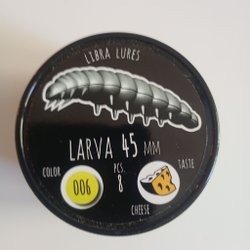 LIBRA LURES
LARVA 45 MM
COLOR
006
PCS.
8
TASTE
CHEESE